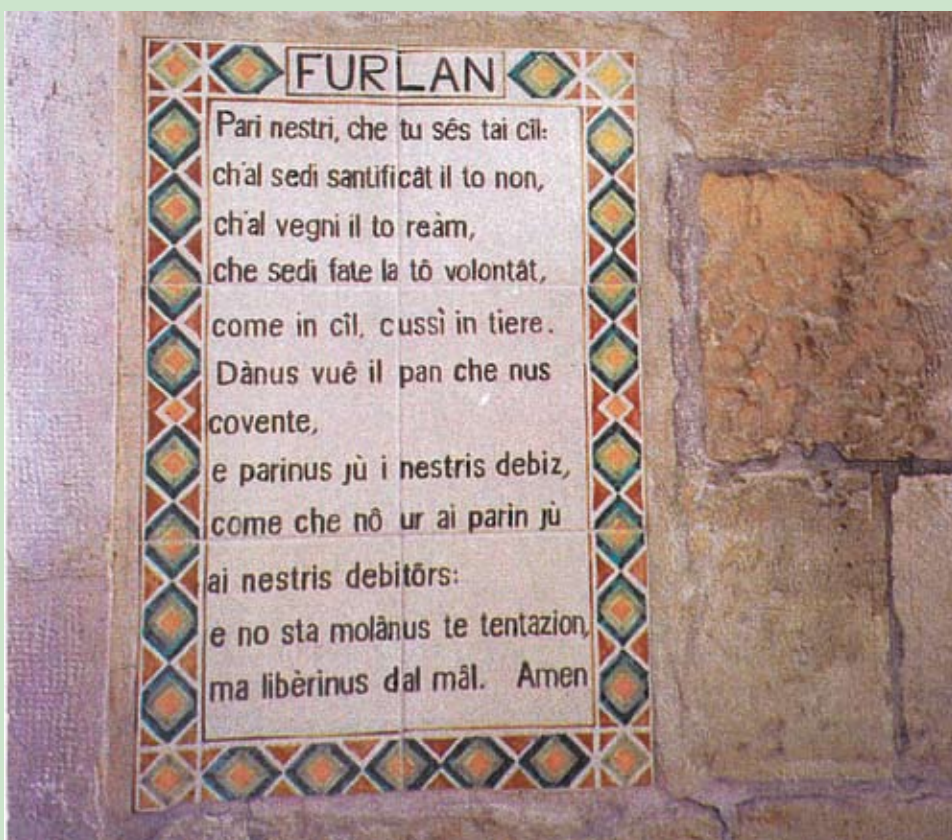 FURLAN
Pari nestri, che tu sês tai cîl:
ch'al sedi santificât il to non,
ch'al vegni il to reàm,
che sedi fate la tô volontât,
come in cîl, cussì in tiere.
Dànus vuê il pan che nus
covente,
e parinus jù i nestris debiz,
come che nô ur ai parin jù
ai nestris debitôrs:
e no sta molânus te tentazion,
ma libèrinus dal mâl. Amen